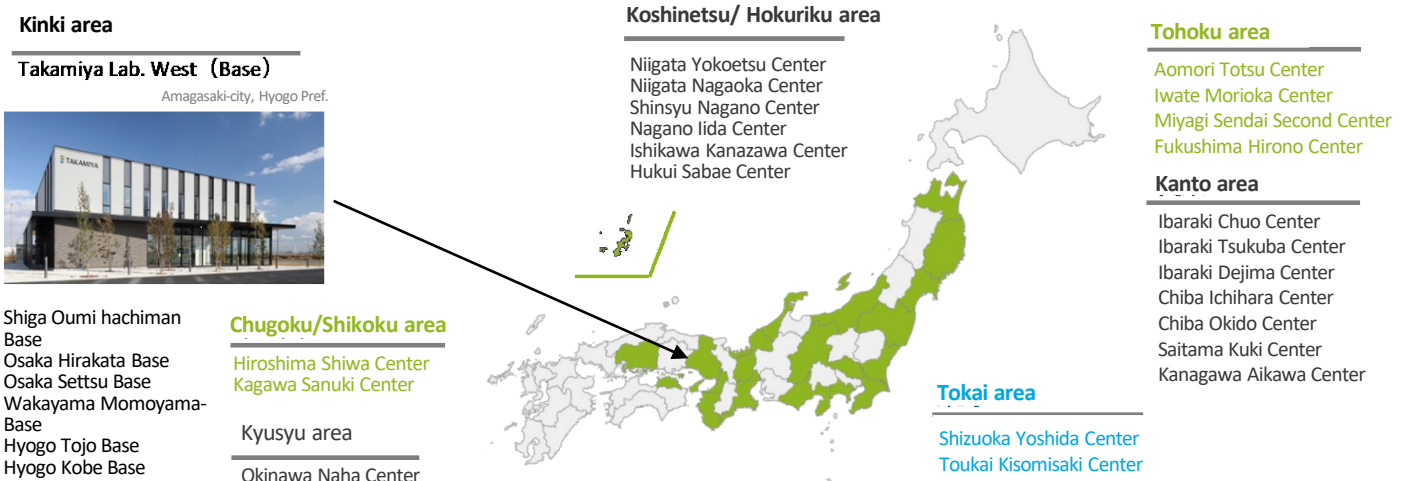 Kinki area
Takamiya Lab. West（Base）
Amagasaki-city, Hyogo Pref.
TAKAMIYA
Shiga Oumi hachiman
Base
Osaka Hirakata Base
Osaka Settsu Base
Wakayama Momoyama-
Base
Hyogo Tojo Base
Hyogo Kobe Base
Chugoku/Shikoku area
Hiroshima Shiwa Center
Kagawa Sanuki Center
Kyusyu area
Okinawa Naha Center
Koshinetsu/ Hokuriku area
Niigata Yokoetsu Center
Niigata Nagaoka Center
Shinsyu Nagano Center
Nagano Iida Center
Ishikawa Kanazawa Center
Hukui Sabae Center
Tohoku area
Aomori Totsu Center
Iwate Morioka Center
Miyagi Sendai Second Center
Fukushima Hirono Center
Kanto area
Ibaraki Chuo Center
Ibaraki Tsukuba Center
Ibaraki Dejima Center
Chiba Ichihara Center
Chiba Okido Center
Saitama Kuki Center
Kanagawa Aikawa Center
Tokai area
Shizuoka Yoshida Center
Toukai Kisomisaki Center